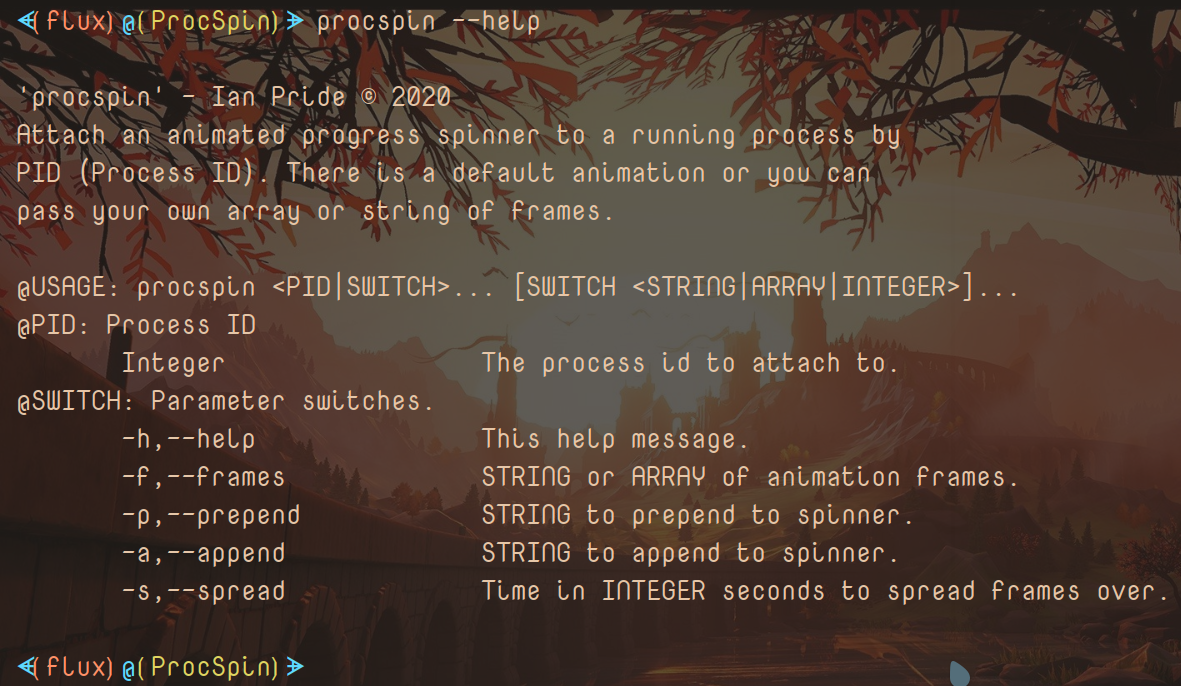 ⋞(flux)@(ProcSpin)⋟ procspin --help
'procspin' - Ian Pride © 2020
Attach an animated progress spinner to a running process by
PID (Process ID). There is a default animation or you can
pass your own array or string of frames.
@USAGE: procspin <PID|SWITCH>... [SWITCH <STRING|ARRAY|INTEGER>]...
@PID: Process ID
Integer The process id to attach to.
@SWITCH: Parameter switches.
-h,--help This help message.
-f,--frames STRING or ARRAY of animation frames.
-p,--prepend STRING to prepend to spinner.
-a,--append STRING to append to spinner.
-s,--spread Time in INTEGER seconds to spread frames over.
⋞(flux)@(ProcSpin)⋟